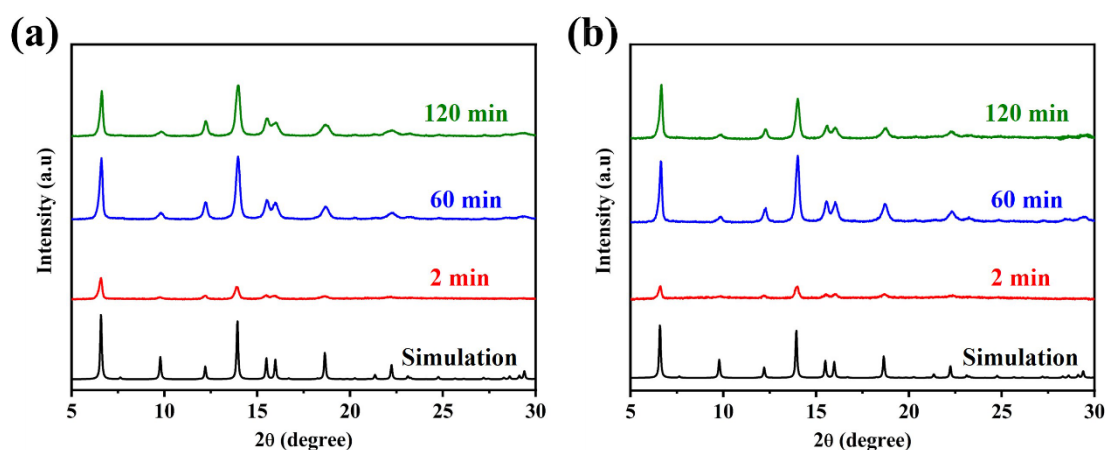 (a)
Intensity (a.u)
120 min
60 min
2 min
Simulation
5 10 15 20 25 30
2θ (degree)
(b)
Intensity (a.u)
120 min
60 min
2 min
Simulation
5 10 15 20 25 30
2θ (degree)